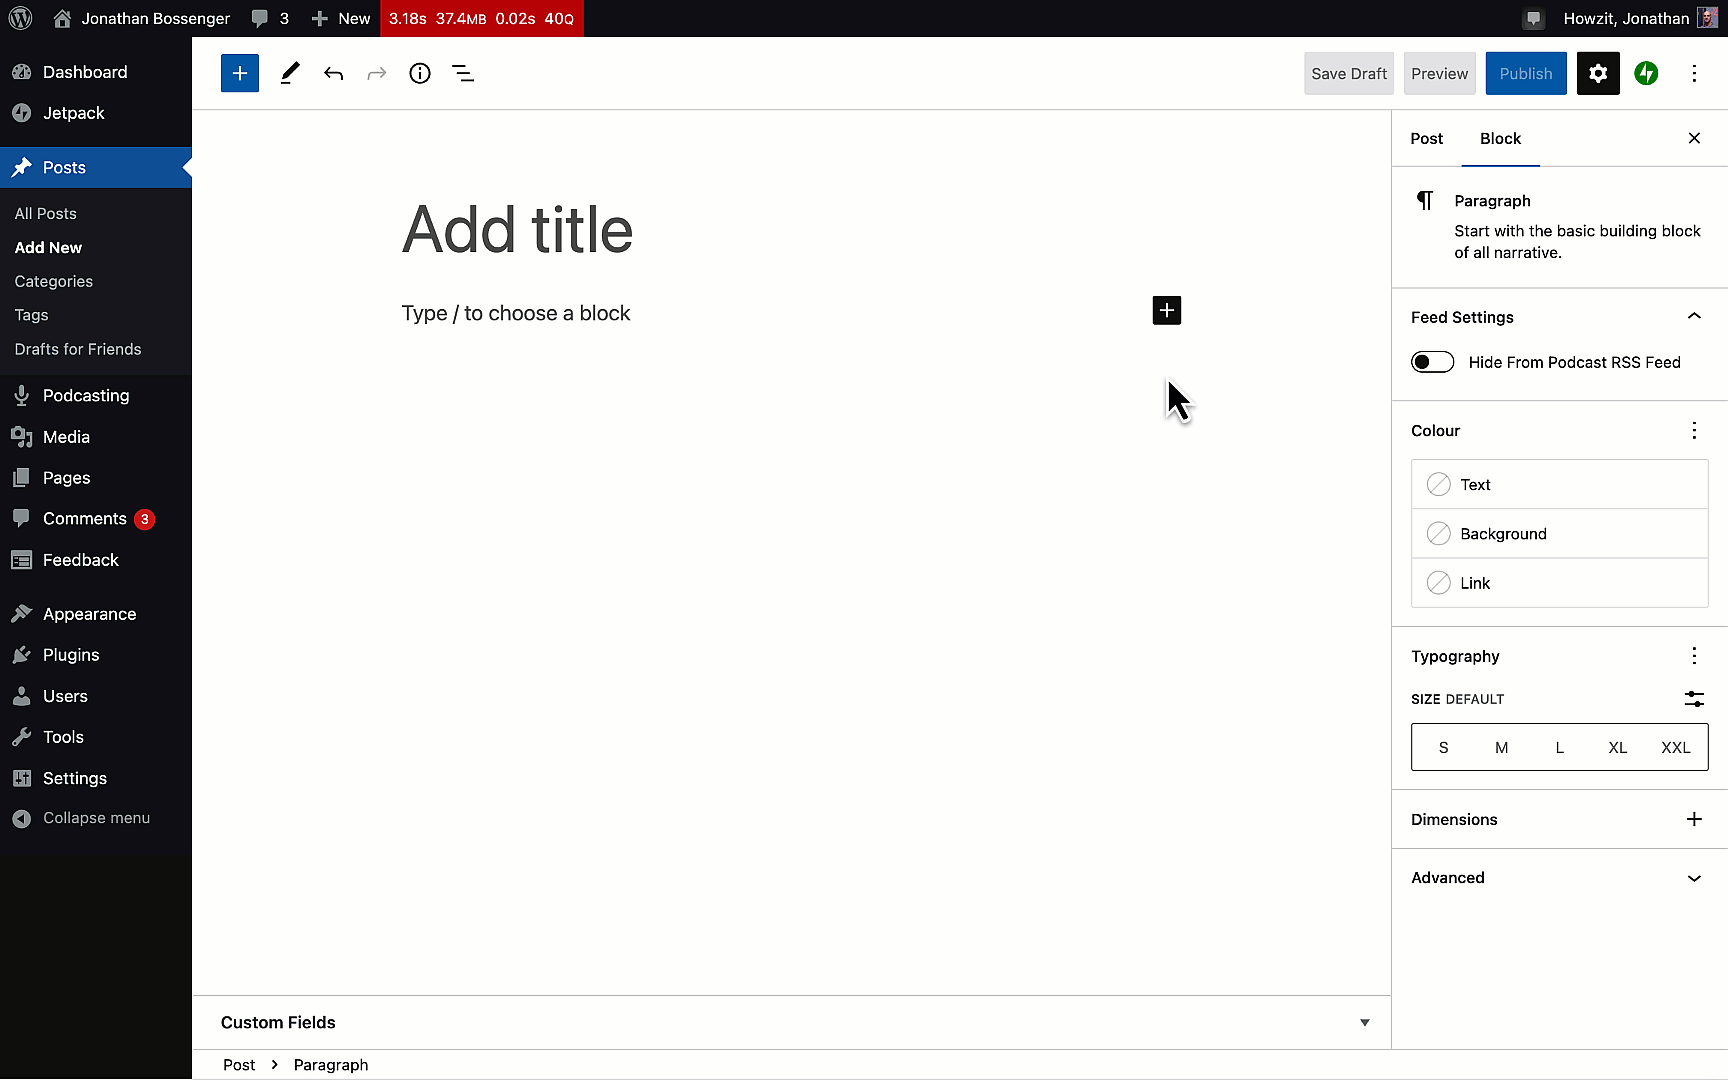 Jonathan Bossenger 3 New 3.18s 37.4MB 0.02s 40Q Howzit, Jonathan
Dashboard
Jetpack
Posts
All Posts
Add New
Categories
Tags
Drafts for Friends
Podcasting
Media
Pages
Comments 3
Feedback
Appearance
Plugins
Users
Tools
Settings
Collapse menu
Save Draft Preview Publish
Add title
Type / to choose a block
Post Block
Paragraph
Start with the basic building block
of all narrative.
Feed Settings
Hide From Podcast RSS Feed
Colour
Text
Background
Link
Typography
SIZE DEFAULT
S M L XL XXL
Dimensions
Advanced
Custom Fields
Post > Paragraph